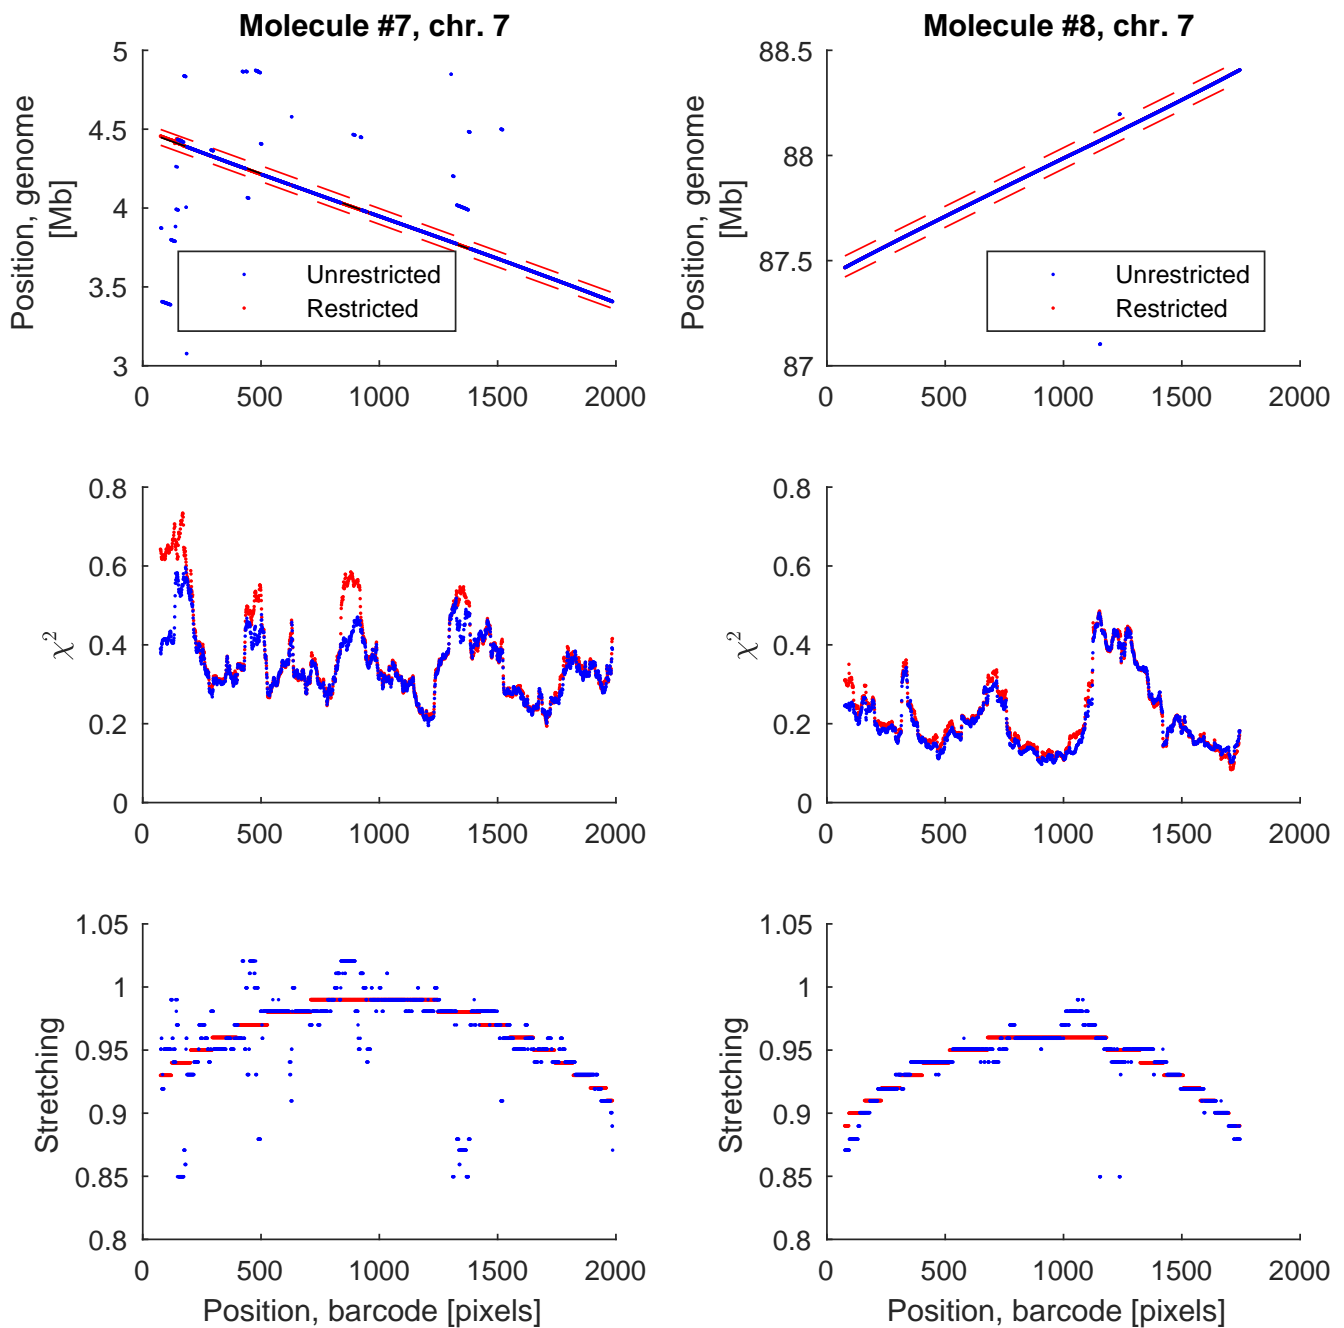 Molecule #7, chr. 7
Position, genome
[Mb]
5
4.5
4
3.5
3
0 500 1000 1500 2000
Unrestricted
Restricted
Molecule #8, chr. 7
Position, genome
[Mb]
88.5
88
87.5
87
0 500 1000 1500 2000
Unrestricted
Restricted
χ²
0.8
0.6
0.4
0.2
0
0 500 1000 1500 2000
χ²
0.8
0.6
0.4
0.2
0
0 500 1000 1500 2000
Stretching
1.05
1
0.95
0.9
0.85
0.8
0 500 1000 1500 2000
Position, barcode [pixels]
Stretching
1.05
1
0.95
0.9
0.85
0.8
0 500 1000 1500 2000
Position, barcode [pixels]